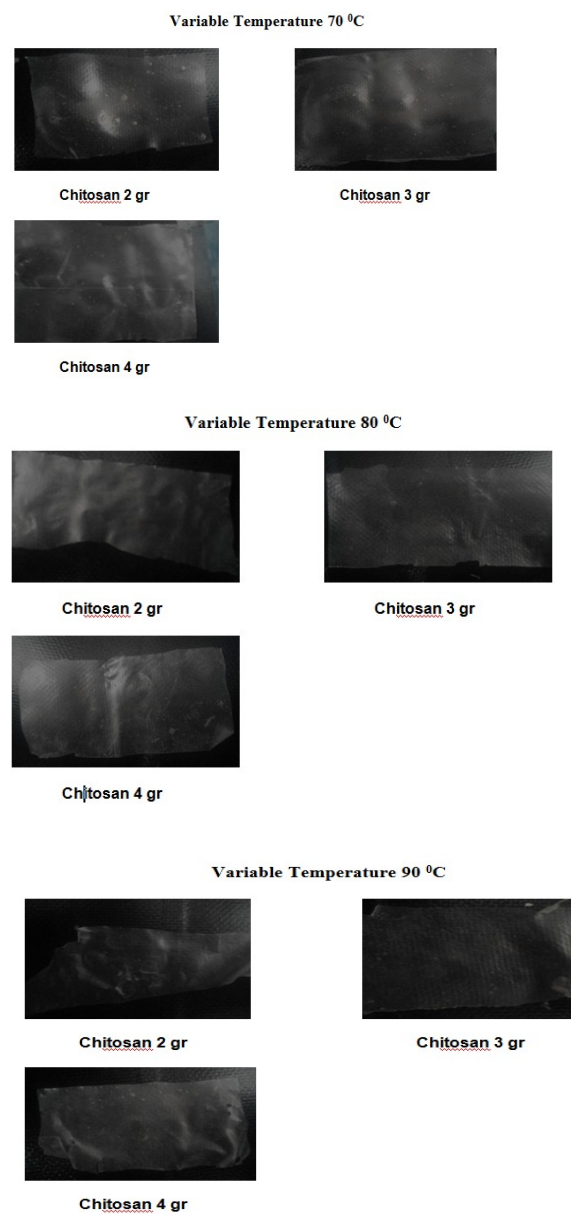 Variable Temperature 70 ⁰C
Chitosan 2 gr
Chitosan 3 gr
Chitosan 4 gr
Variable Temperature 80 ⁰C
Chitosan 2 gr
Chitosan 3 gr
Chitosan 4 gr
Variable Temperature 90 ⁰C
Chitosan 2 gr
Chitosan 3 gr
Chitosan 4 gr